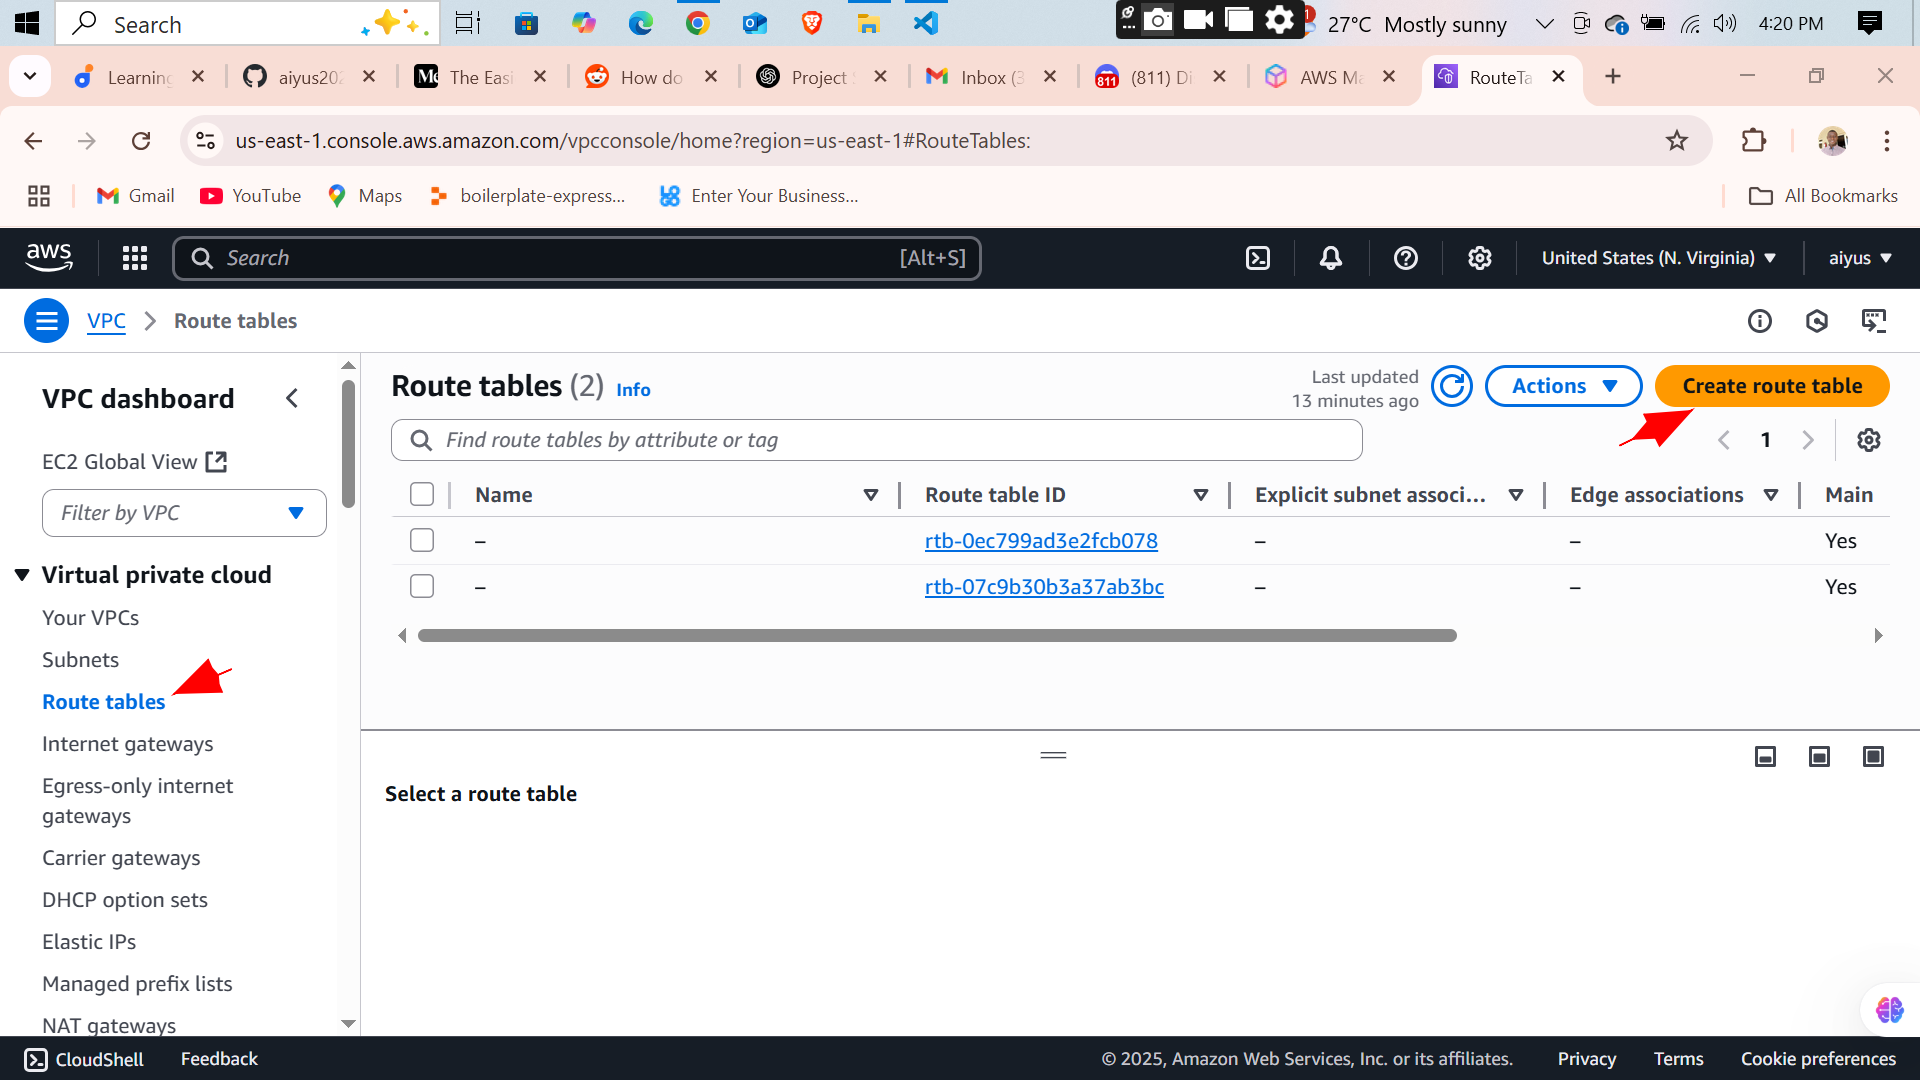 Search
27°C Mostly sunny
4:20 PM
Learning
aiyus202
The Easi
How do
Project S
Inbox (3
(811) Di
AWS Ma
RouteTa
us-east-1.console.aws.amazon.com/vpcconsole/home?region=us-east-1#RouteTables:
Gmail
YouTube
Maps
boilerplate-express...
Enter Your Business...
All Bookmarks
aws
Search
[Alt+S]
United States (N. Virginia)
aiyus
VPC
Route tables
VPC dashboard
EC2 Global View
Filter by VPC
Virtual private cloud
Your VPCs
Subnets
Route tables
Internet gateways
Egress-only internet
gateways
Carrier gateways
DHCP option sets
Elastic IPs
Managed prefix lists
NAT gateways
Route tables (2) Info
Last updated
13 minutes ago
Actions
Create route table
Find route tables by attribute or tag
1
Name
Route table ID
Explicit subnet associ...
Edge associations
Main
–
rtb-0ec799ad3e2fcb078
–
–
Yes
–
rtb-07c9b30b3a37ab3bc
–
–
Yes
Select a route table
CloudShell
Feedback
© 2025, Amazon Web Services, Inc. or its affiliates.
Privacy
Terms
Cookie preferences